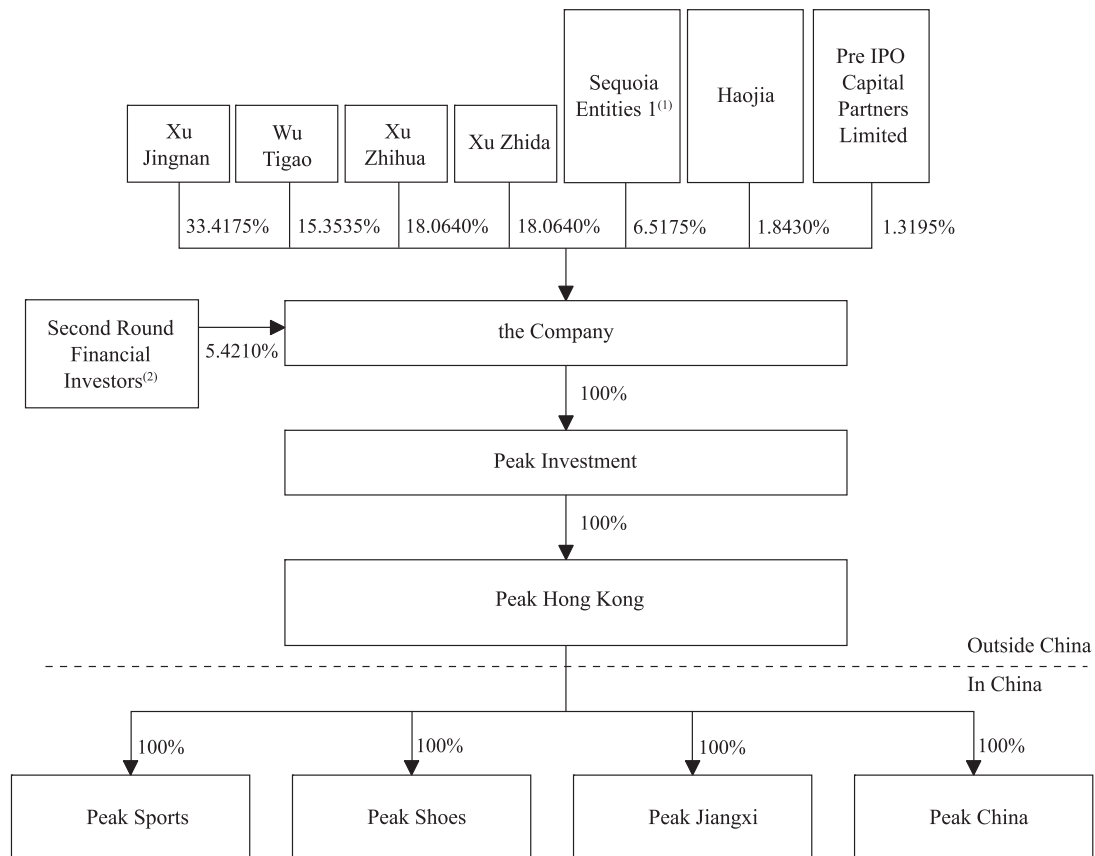 Xu
Jingnan
Wu
Tigao
Xu
Zhihua
Xu Zhida
Sequoia
Entities 1(1)
Haojia
Pre IPO
Capital
Partners
Limited
33.4175%
15.3535%
18.0640%
18.0640%
6.5175%
1.8430%
1.3195%
Second Round
Financial
Investors(2)
5.4210%
the Company
100%
Peak Investment
100%
Peak Hong Kong
Outside China
In China
100%
100%
100%
100%
Peak Sports
Peak Shoes
Peak Jiangxi
Peak China